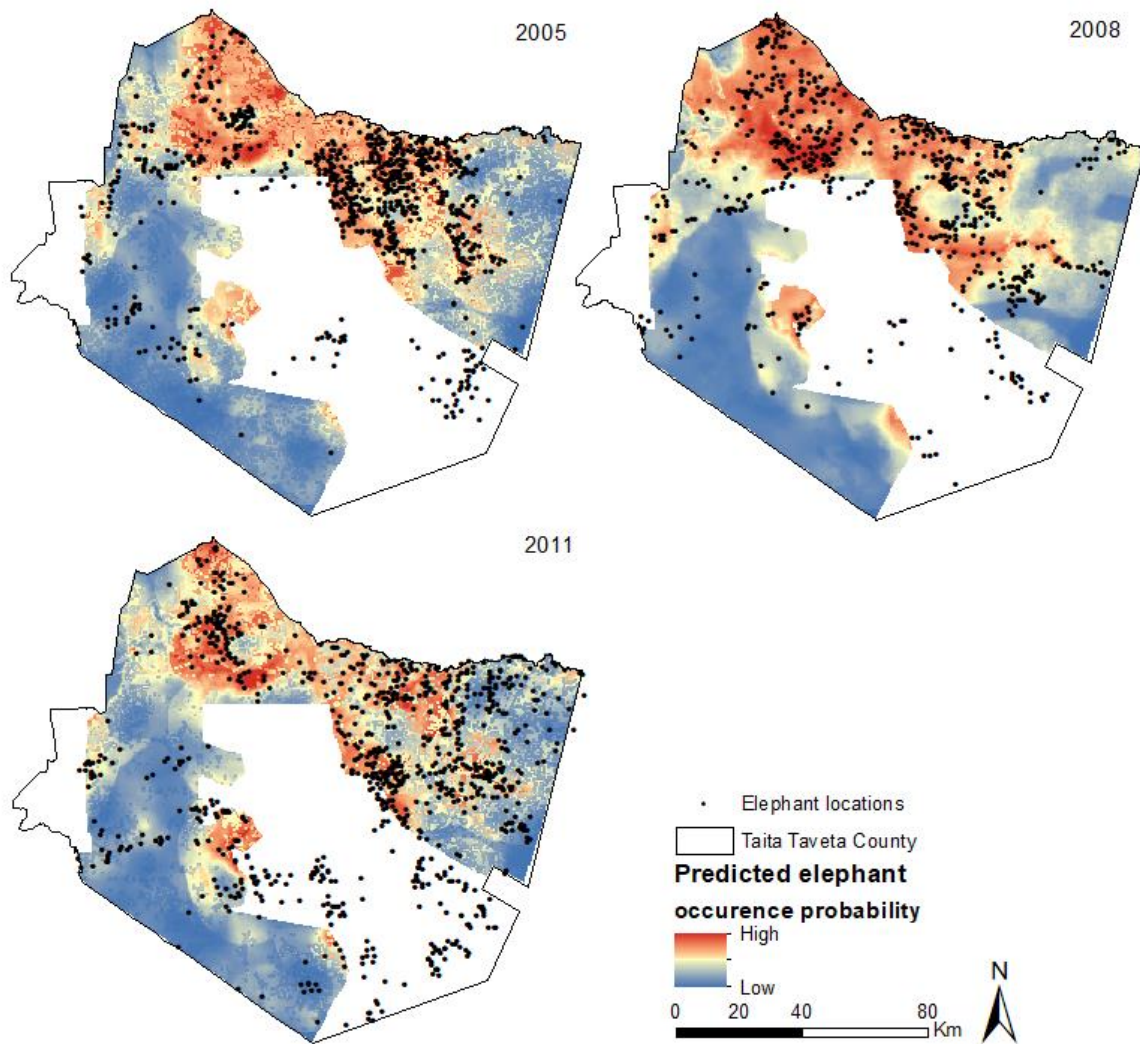 2005
2008
2011
Elephant locations
Taita Taveta County
Predicted elephant
occurence probability
High
Low
N
0 20 40 80
Km